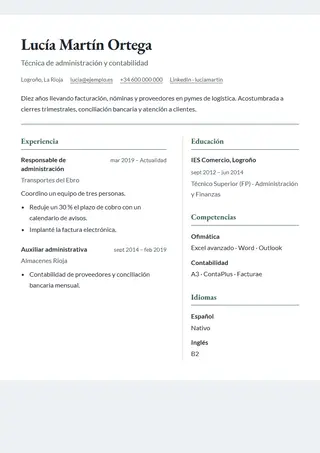 Lucía Martín Ortega
Técnica de administración y contabilidad
Logroño, La Rioja lucia@ejemplo.es +34 600 000 000 LinkedIn · luciamartin
Diez años llevando facturación, nóminas y proveedores en pymes de logística. Acostumbrada a
cierres trimestrales, conciliación bancaria y atención a clientes.
Experiencia
Responsable de
administración
mar 2019 – Actualidad
Transportes del Ebro
Coordino un equipo de tres personas.
• Reduje un 30 % el plazo de cobro con un
calendario de avisos.
• Implanté la factura electrónica.
Auxiliar administrativa sept 2014 – feb 2019
Almacenes Rioja
• Contabilidad de proveedores y conciliación
bancaria mensual.
Educación
IES Comercio, Logroño
sept 2012 – jun 2014
Técnico Superior (FP) · Administración
y Finanzas
Competencias
Ofimática
Excel avanzado · Word · Outlook
Contabilidad
A3 · ContaPlus · Facturae
Idiomas
Español
Nativo
Inglés
B2